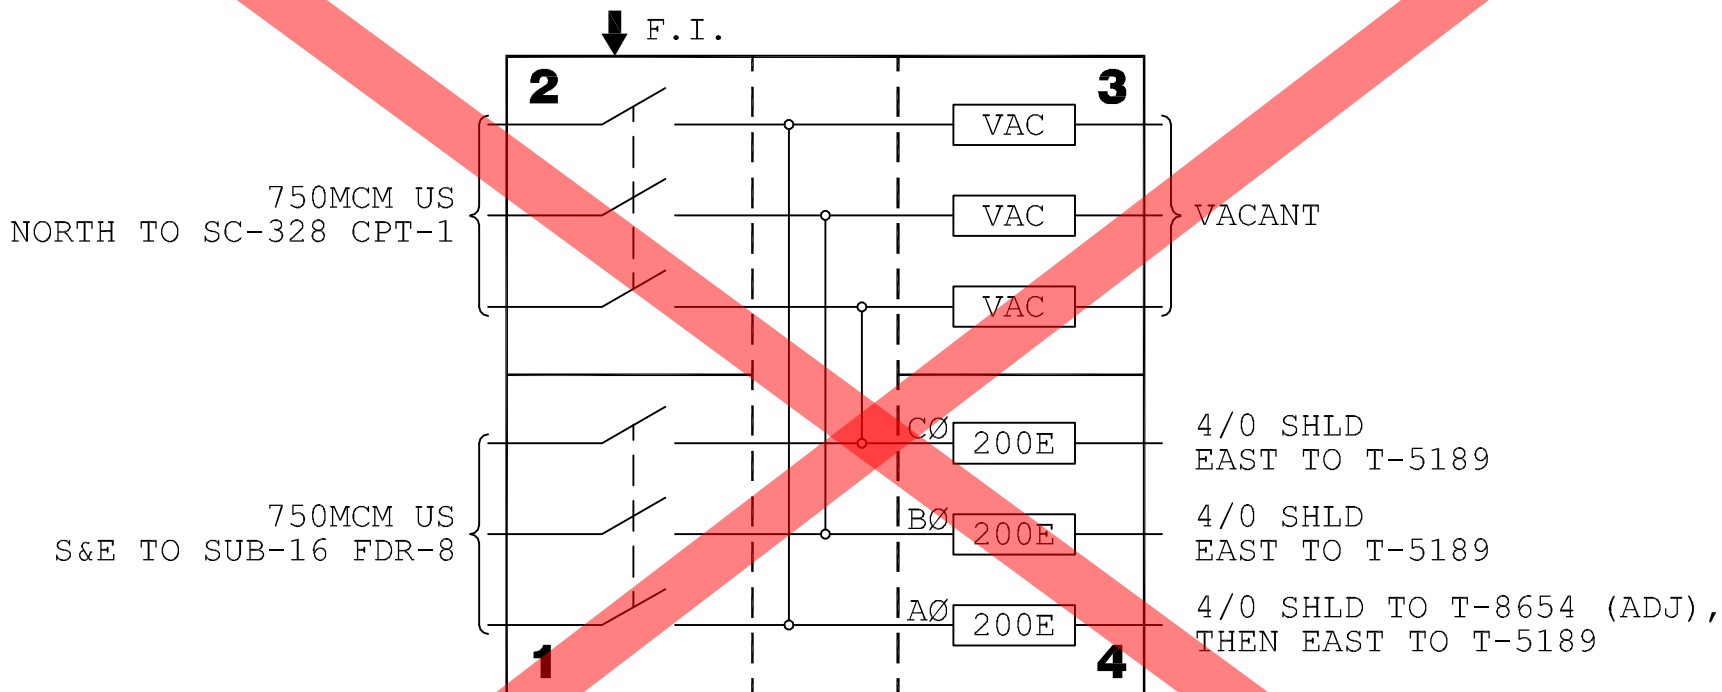 F.I.
2
3
VAC
750MCM US
NORTH TO SC-328 CPT-1
VAC
VACANT
VAC
CØ
200E
4/0 SHLD
EAST TO T-5189
750MCM US
S&E TO SUB-16 FDR-8
BØ
200E
4/0 SHLD
EAST TO T-5189
AØ
200E
4/0 SHLD TO T-8654 (ADJ),
THEN EAST TO T-5189
1
4